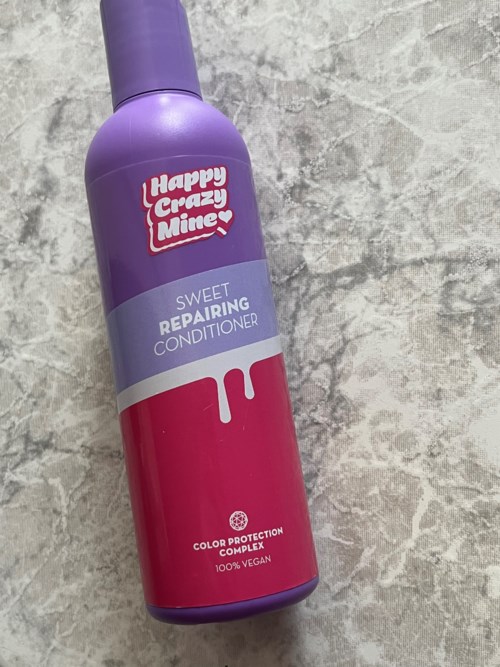 Happy
Crazy
Mine
SWEET
REPAIRING
CONDITIONER
COLOR PROTECTION
COMPLEX
100% VEGAN